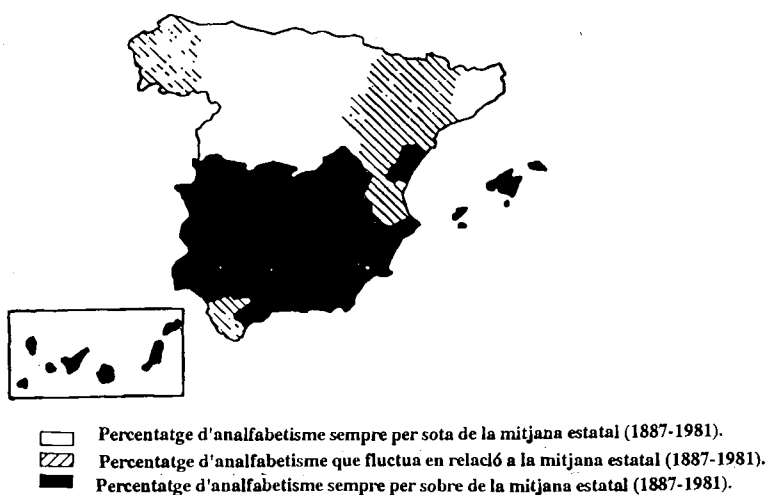 Percentatge d'analfabetisme sempre per sota de la mitjana estatal (1887-1981).
Percentatge d'analfabetisme que fluctua en relació a la mitjana estatal (1887-1981).
Percentatge d'analfabetisme sempre per sobre de la mitjana estatal (1887-1981).